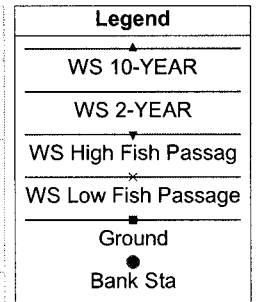 Legend
WS 10-YEAR
WS 2-YEAR
WS High Fish Passag
WS Low Fish Passage
Ground
Bank Sta